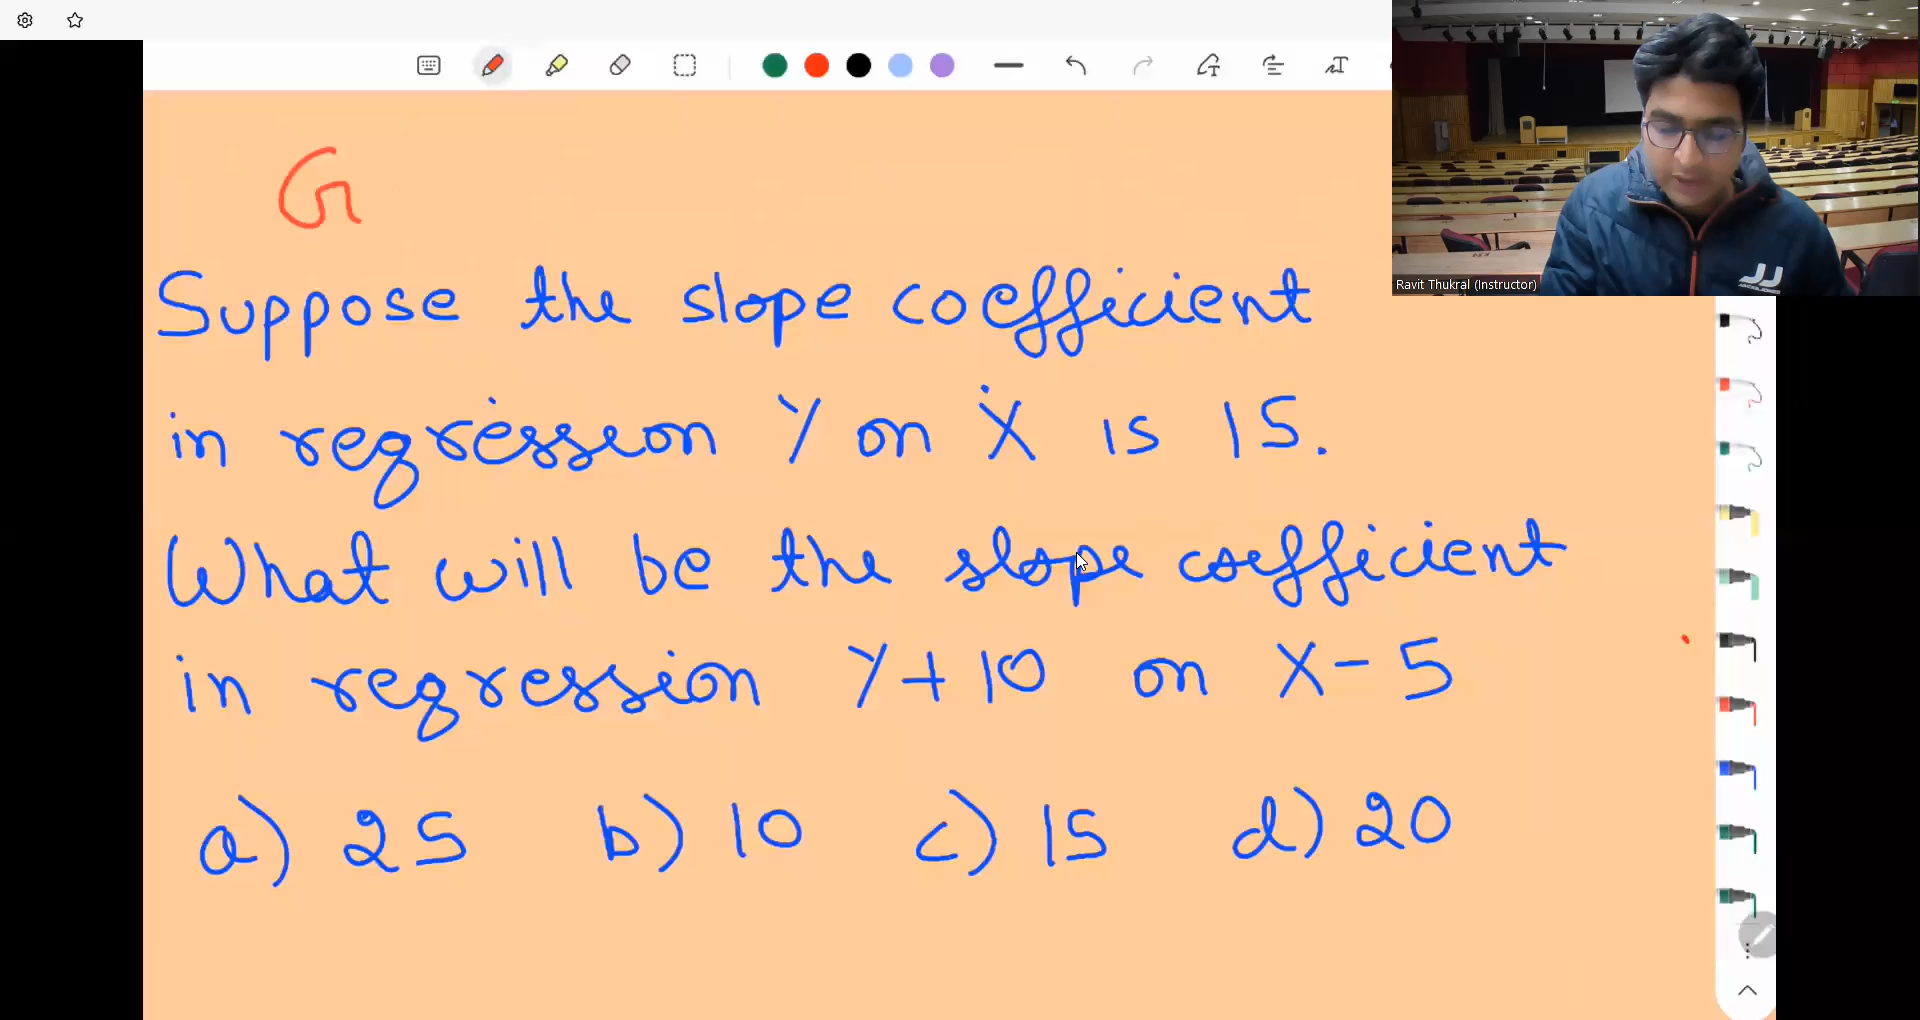 G
Suppose the slope coefficient
in regression Y on X is 15.
What will be the slope coefficient
in regression Y+10 on X-5
a) 25 b) 10 c) 15 d) 20
Ravit Thukral (Instructor)
JJ